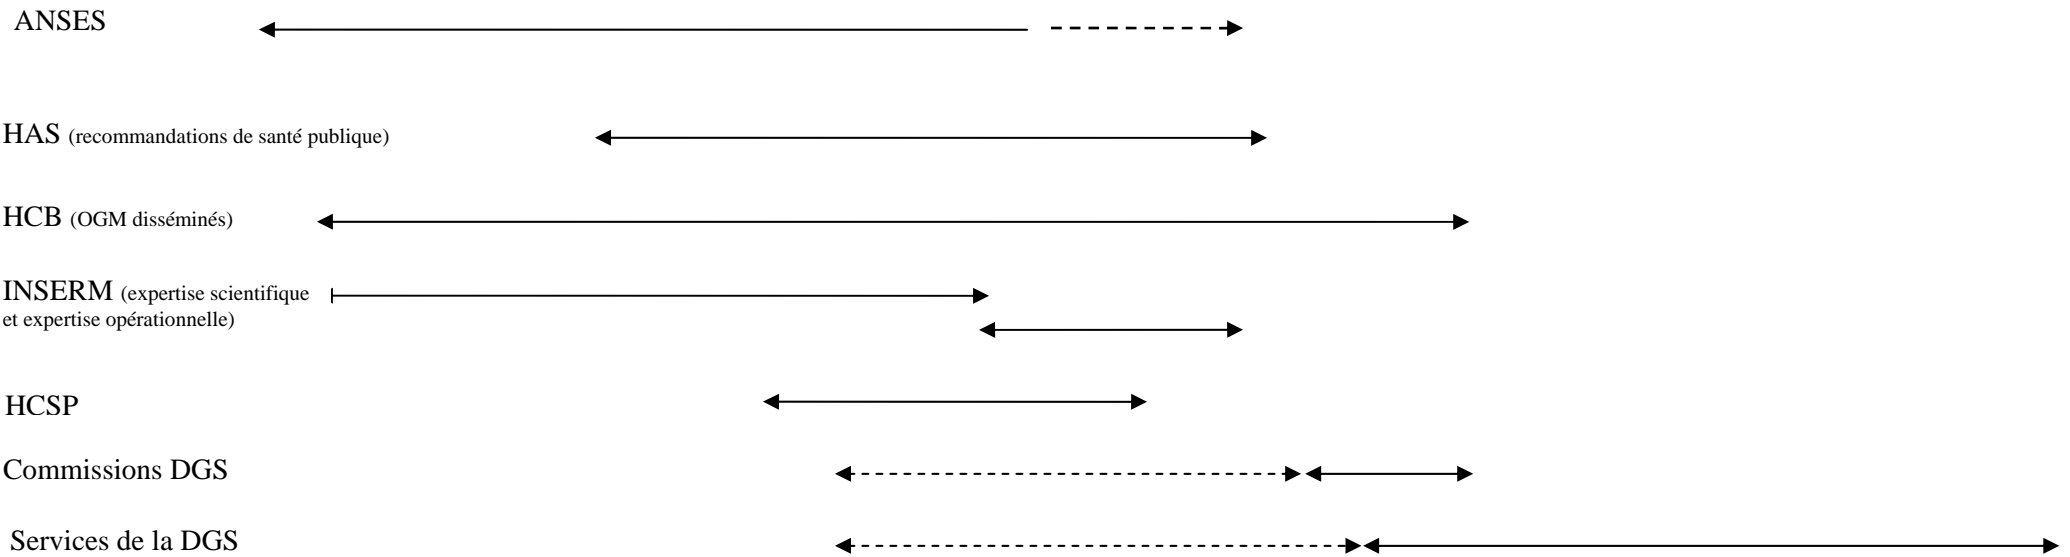 ANSES
HAS (recommandations de santé publique)
HCB (OGM disséminés)
INSERM (expertise scientifique
et expertise opérationnelle)
HCSP
Commissions DGS
Services de la DGS